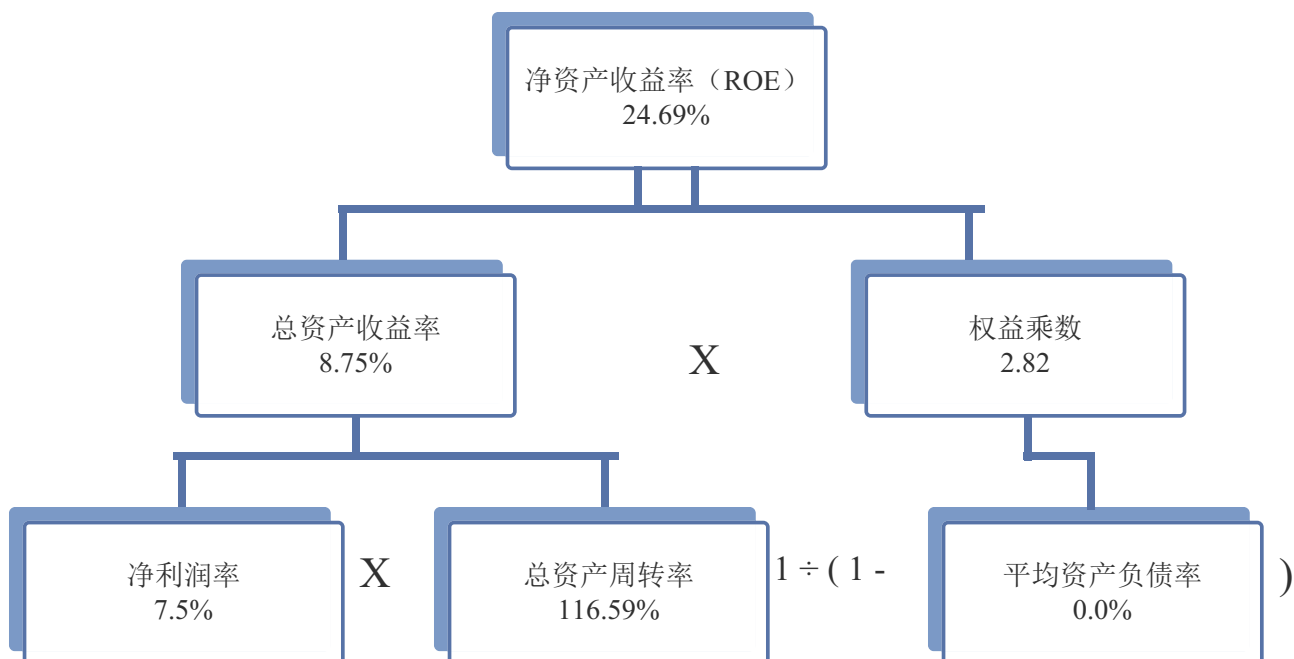 净资产收益率（ROE）
24.69%
总资产收益率
8.75%
X
权益乘数
2.82
净利润率
7.5%
X
总资产周转率
116.59%
1 ÷ ( 1 -
平均资产负债率
0.0%
)